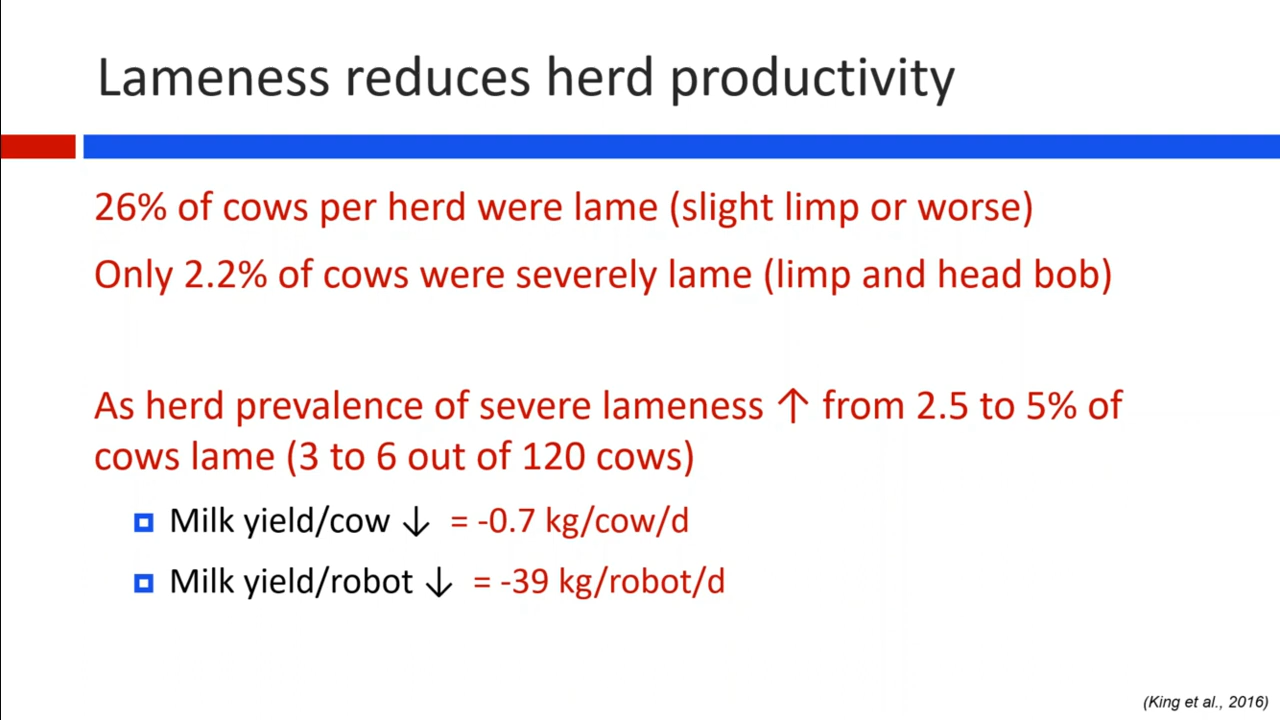 Lameness reduces herd productivity
26% of cows per herd were lame (slight limp or worse)
Only 2.2% of cows were severely lame (limp and head bob)
As herd prevalence of severe lameness ↑ from 2.5 to 5% of
cows lame (3 to 6 out of 120 cows)
Milk yield/cow ↓ = -0.7 kg/cow/d
Milk yield/robot ↓ = -39 kg/robot/d
(King et al., 2016)